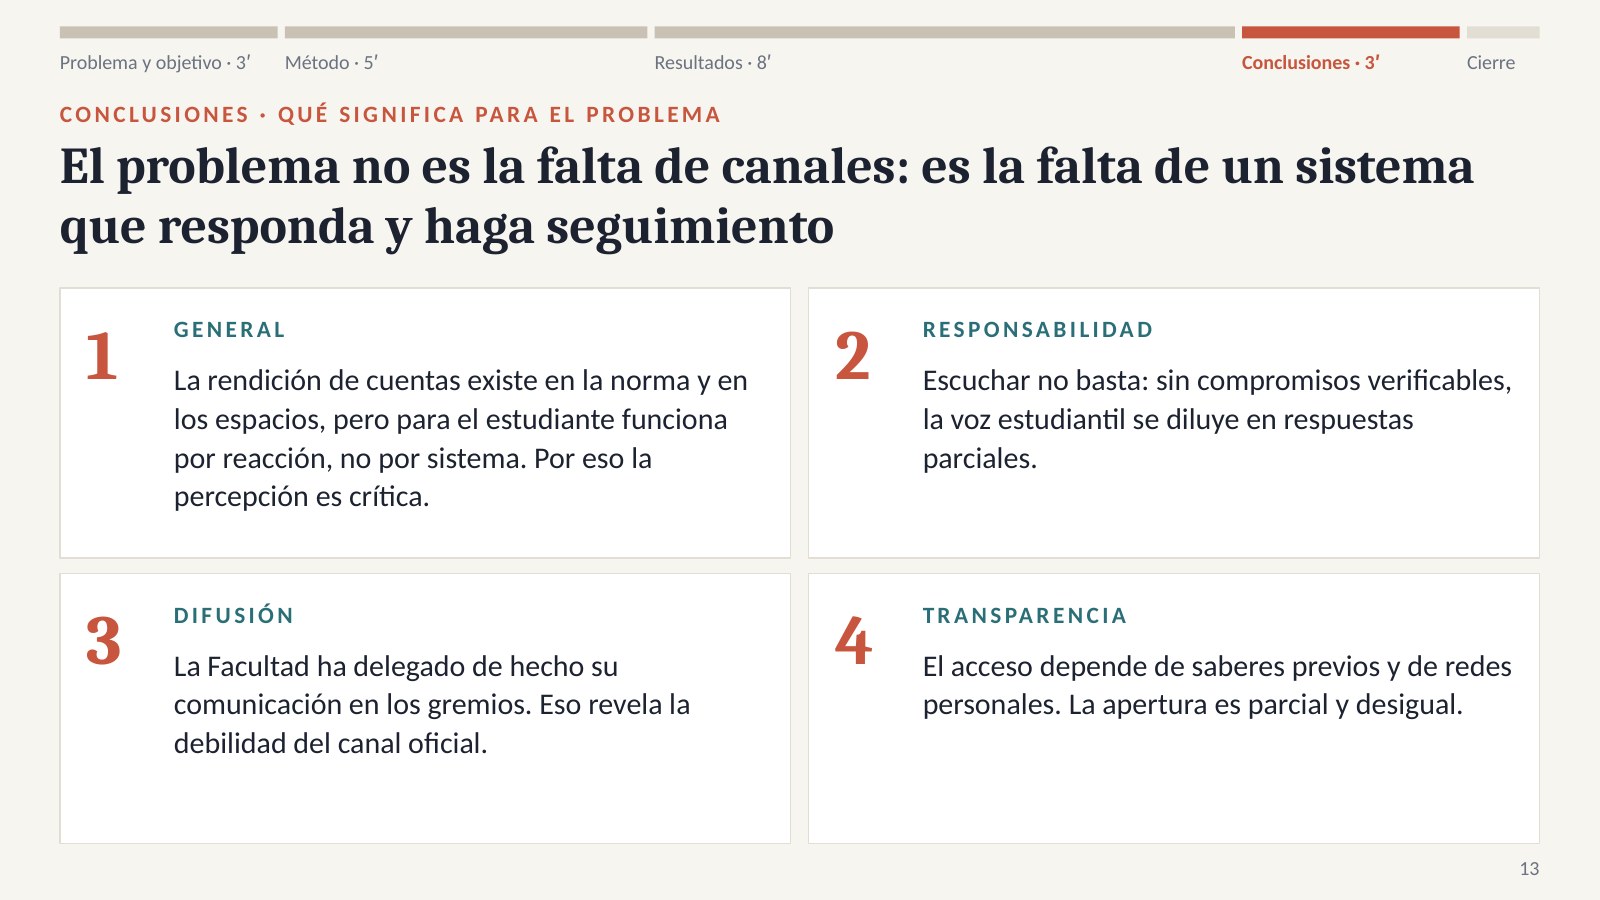 Problema y objetivo · 3′
Método · 5′
Resultados · 8′
Conclusiones · 3′
Cierre
CONCLUSIONES · QUÉ SIGNIFICA PARA EL PROBLEMA
El problema no es la falta de canales: es la falta de un sistema
que responda y haga seguimiento
1
GENERAL
La rendición de cuentas existe en la norma y en
los espacios, pero para el estudiante funciona
por reacción, no por sistema. Por eso la
percepción es crítica.
2
RESPONSABILIDAD
Escuchar no basta: sin compromisos verificables,
la voz estudiantil se diluye en respuestas
parciales.
3
DIFUSIÓN
La Facultad ha delegado de hecho su
comunicación en los gremios. Eso revela la
debilidad del canal oficial.
4
TRANSPARENCIA
El acceso depende de saberes previos y de redes
personales. La apertura es parcial y desigual.
13